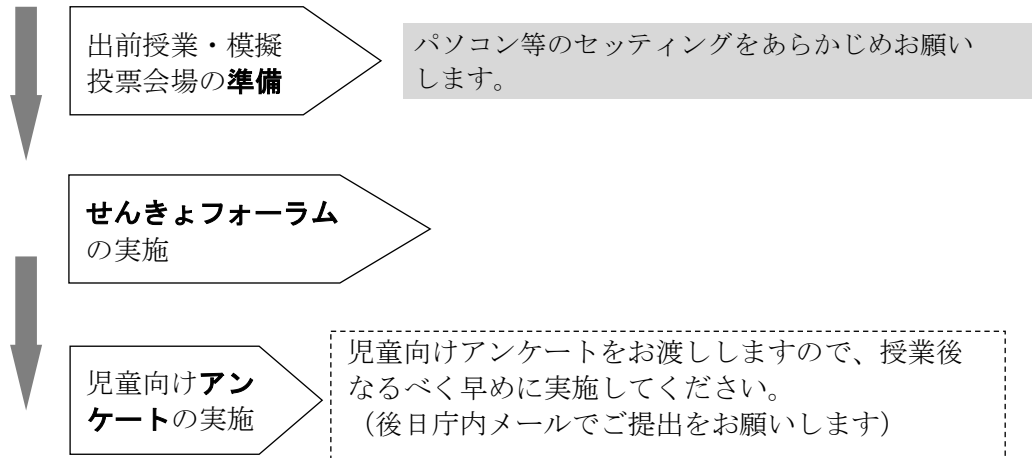 出前授業・模擬
投票会場の準備
パソコン等のセッティングをあらかじめお願い
します。
せんきょフォーラム
の実施
児童向けアン
ケートの実施
児童向けアンケートをお渡ししますので、授業後
なるべく早めに実施してください。
（後日庁内メールでご提出をお願いします）